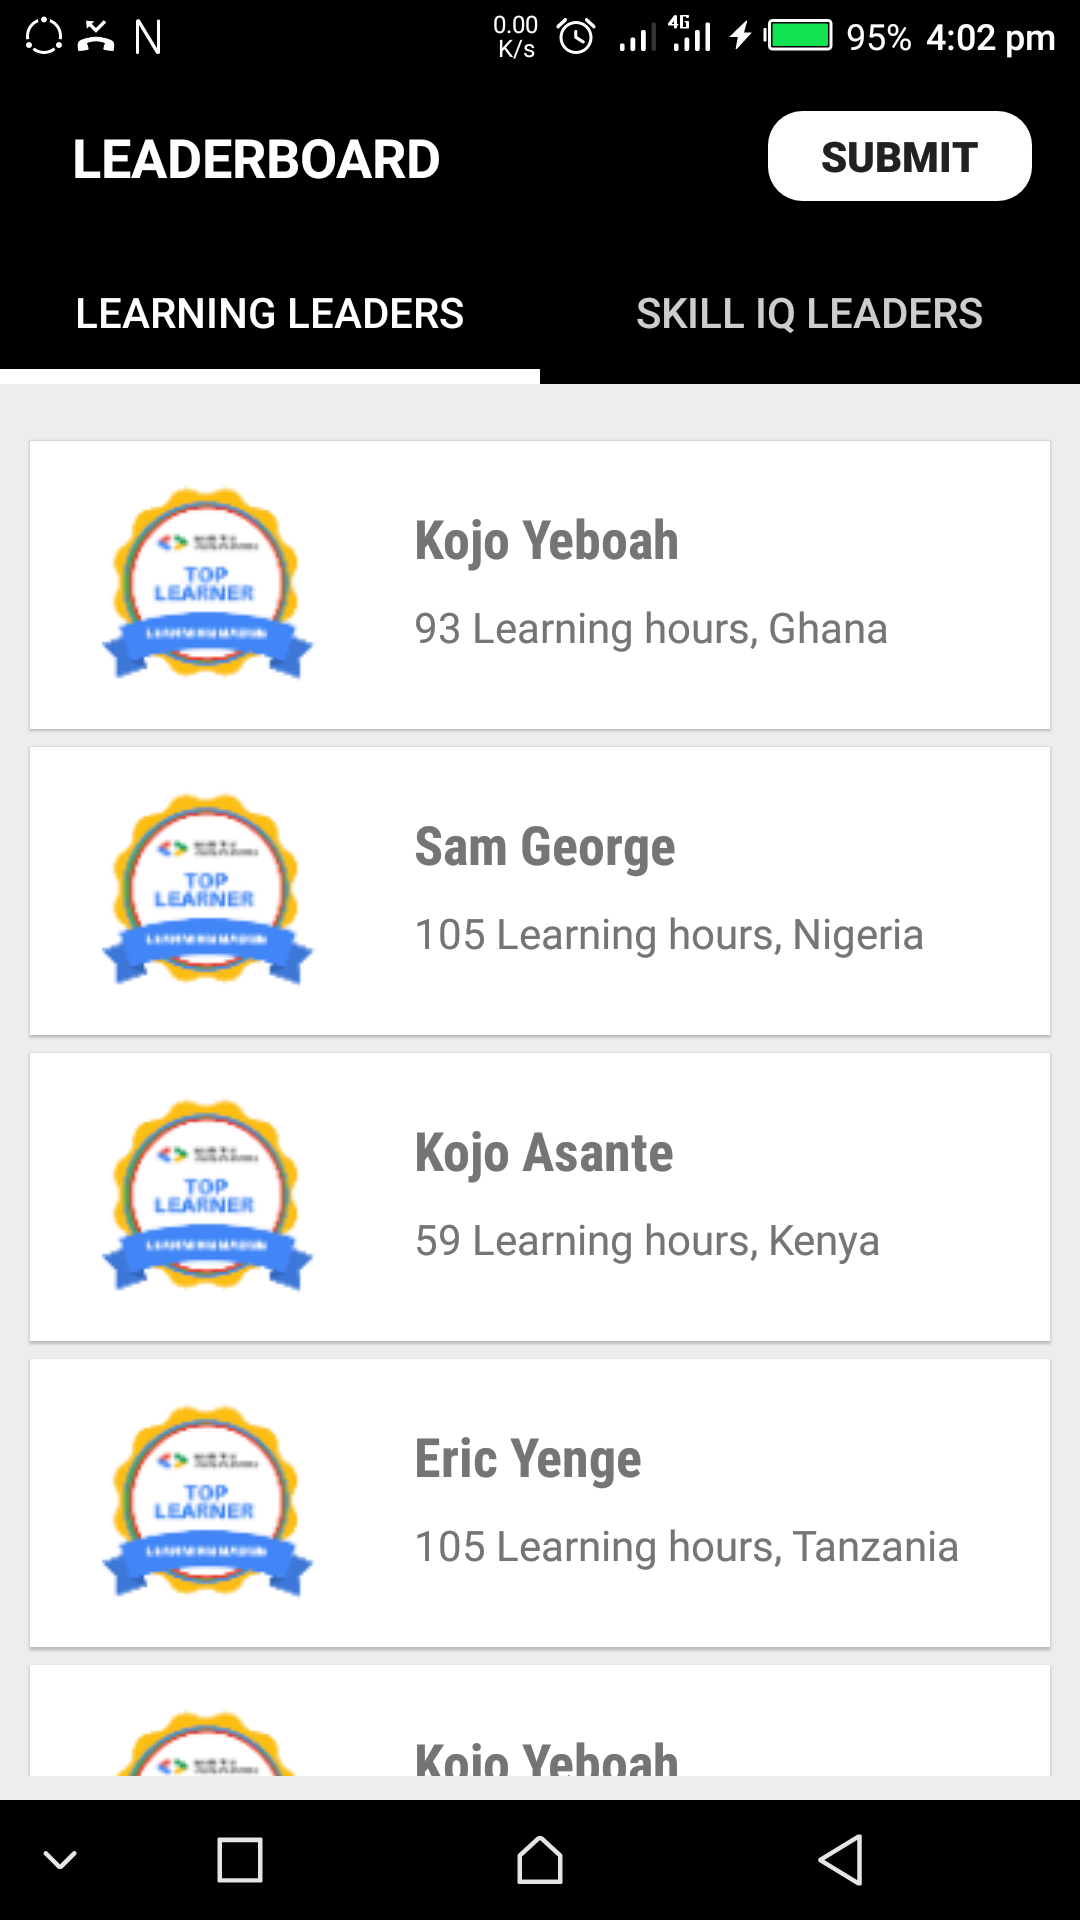 0.00
K/s
4G
95% 4:02 pm
LEADERBOARD
SUBMIT
LEARNING LEADERS
SKILL IQ LEADERS
TOP
LEARNER
Kojo Yeboah
93 Learning hours, Ghana
TOP
LEARNER
Sam George
105 Learning hours, Nigeria
TOP
LEARNER
Kojo Asante
59 Learning hours, Kenya
TOP
LEARNER
Eric Yenge
105 Learning hours, Tanzania
Kojo Yeboah